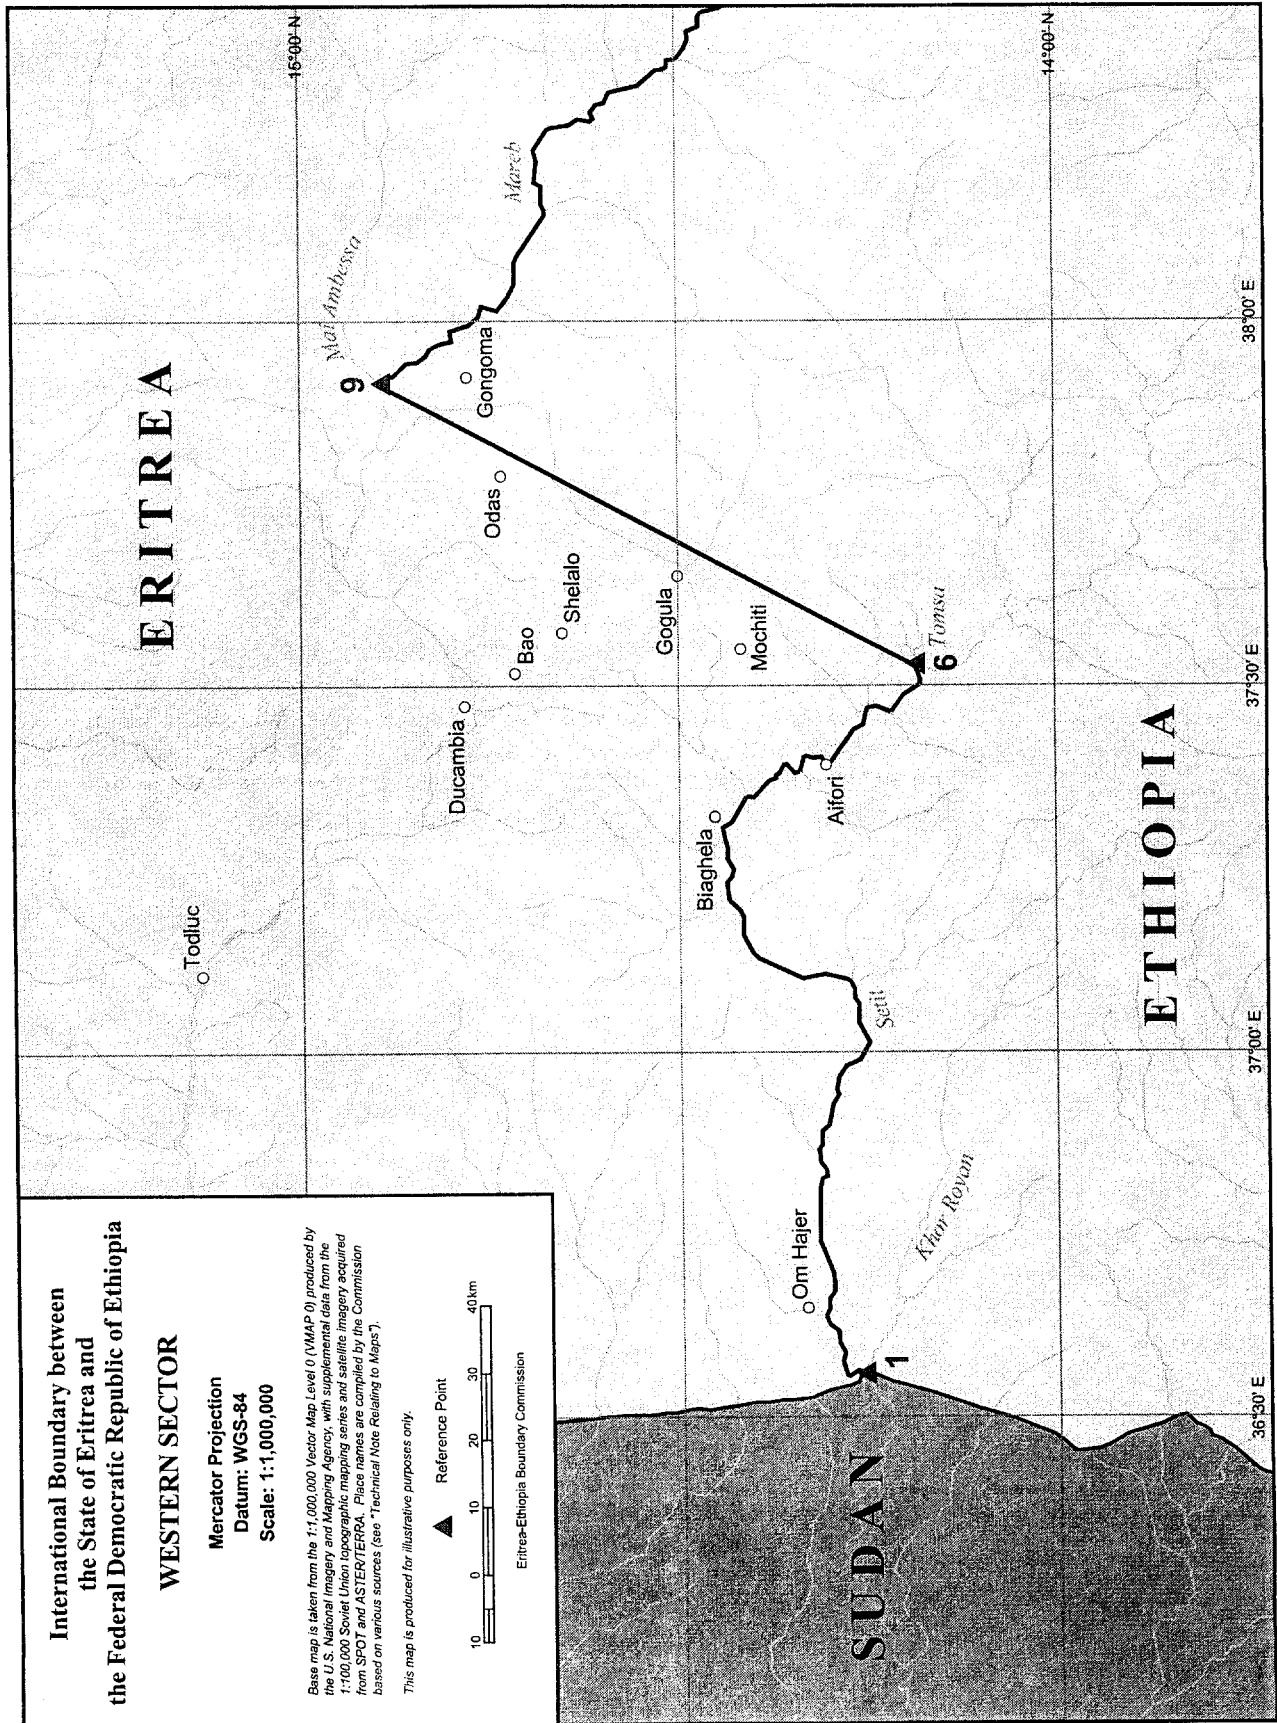 International Boundary between
the State of Eritrea and
the Federal Democratic Republic of Ethiopia
WESTERN SECTOR
Mercator Projection
Datum: WGS-84
Scale: 1:1,000,000
Base map is taken from the 1:1,000,000 Vector Map Level 0 (VMAP 0) produced by
the U.S. National Imagery and Mapping Agency, with supplemental data from the
1:100,000 Soviet Union topographic mapping series and satellite imagery acquired
from SPOT and ASTER/TERRA. Place names are compiled by the Commission
based on various sources (see "Technical Note Relating to Maps").
This map is produced for illustrative purposes only.
Reference Point
10 0 10 20 30 40km
Eritrea-Ethiopia Boundary Commission
ERITREA
Todluc
15°00' N
Mai Ambessa
9
Ducambia
Gongoma
Odas
Bao
Mareb
Shelalo
Gogula
Biaghela
Mochiti
Om Hajer
Aifori
SUDAN
1
Setit
6
Tomsa
Khor Royan
14°00' N
ETHIOPIA
36°30' E
37°00' E
37°30' E
38°00' E